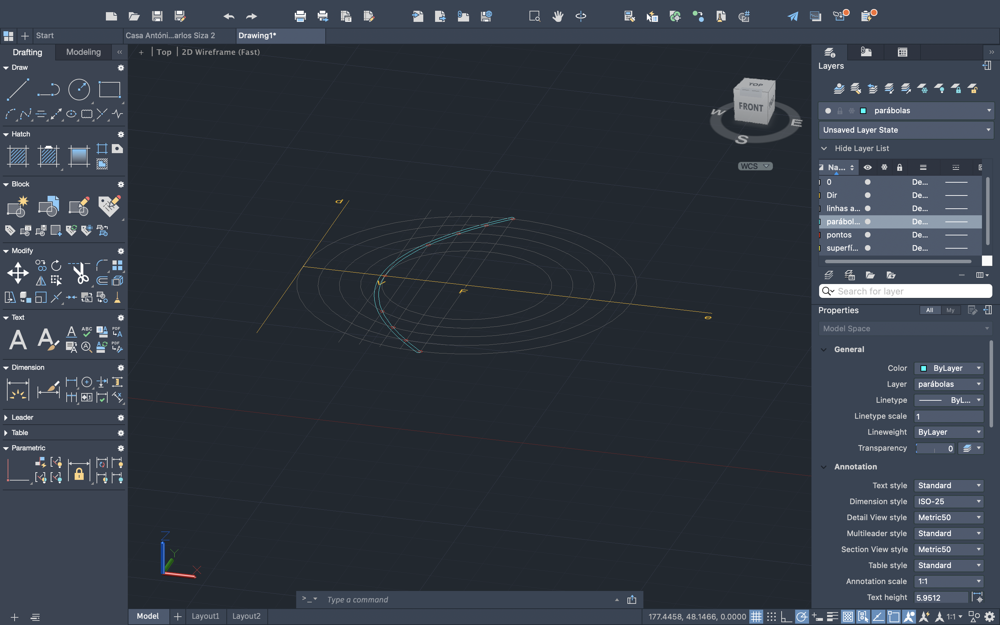 Start
Casa Antóni...arlos Siza 2
Drawing1*
Drafting
Modeling
+ | Top | 2D Wireframe (Fast)
Draw
Hatch
Block
Modify
Text
A
A
A
ABC
A
PDF
A
A
A
A
PDF
A
Dimension
Leader
Table
Parametric
d
V
F
e
Z
Y
X
TOP
FRONT
RIGHT
W
S
E
WCS
>_
Type a command
Model
Layout1
Layout2
177.4458, 48.1466, 0.0000
1:1
Layers
parábolas
Unsaved Layer State
Hide Layer List
Na...
0 De...
Dir De...
linhas a... De...
parábol... De...
pontos De...
superfí... De...
Search for layer
Properties
All
My
Model Space
General
Color ByLayer
Layer parábolas
Linetype ByL...
Linetype scale 1
Lineweight ByLayer
Transparency 0
Annotation
Text style Standard
Dimension style ISO-25
Detail View style Metric50
Multileader style Standard
Section View style Metric50
Table style Standard
Annotation scale 1:1
Text height 5.9512